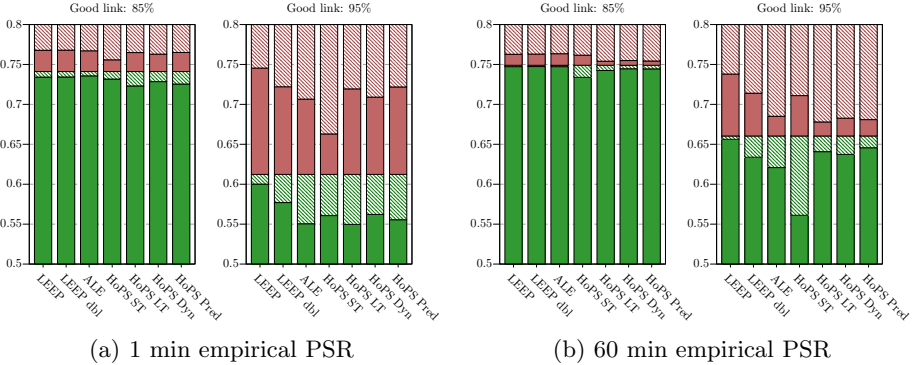 Good link: 85%
Good link: 95%
Good link: 85%
Good link: 95%
0.8
0.75
0.7
0.65
0.6
0.55
0.5
0.8
0.75
0.7
0.65
0.6
0.55
0.5
0.8
0.75
0.7
0.65
0.6
0.55
0.5
0.8
0.75
0.7
0.65
0.6
0.55
0.5
LEEP
LEEP dbl
ALE
HoPS ST
HoPS LT
HoPS Dyn
HoPS Pred
LEEP
LEEP dbl
ALE
HoPS ST
HoPS LT
HoPS Dyn
HoPS Pred
LEEP
LEEP dbl
ALE
HoPS ST
HoPS LT
HoPS Dyn
HoPS Pred
LEEP
LEEP dbl
ALE
HoPS ST
HoPS LT
HoPS Dyn
HoPS Pred
(a) 1 min empirical PSR
(b) 60 min empirical PSR